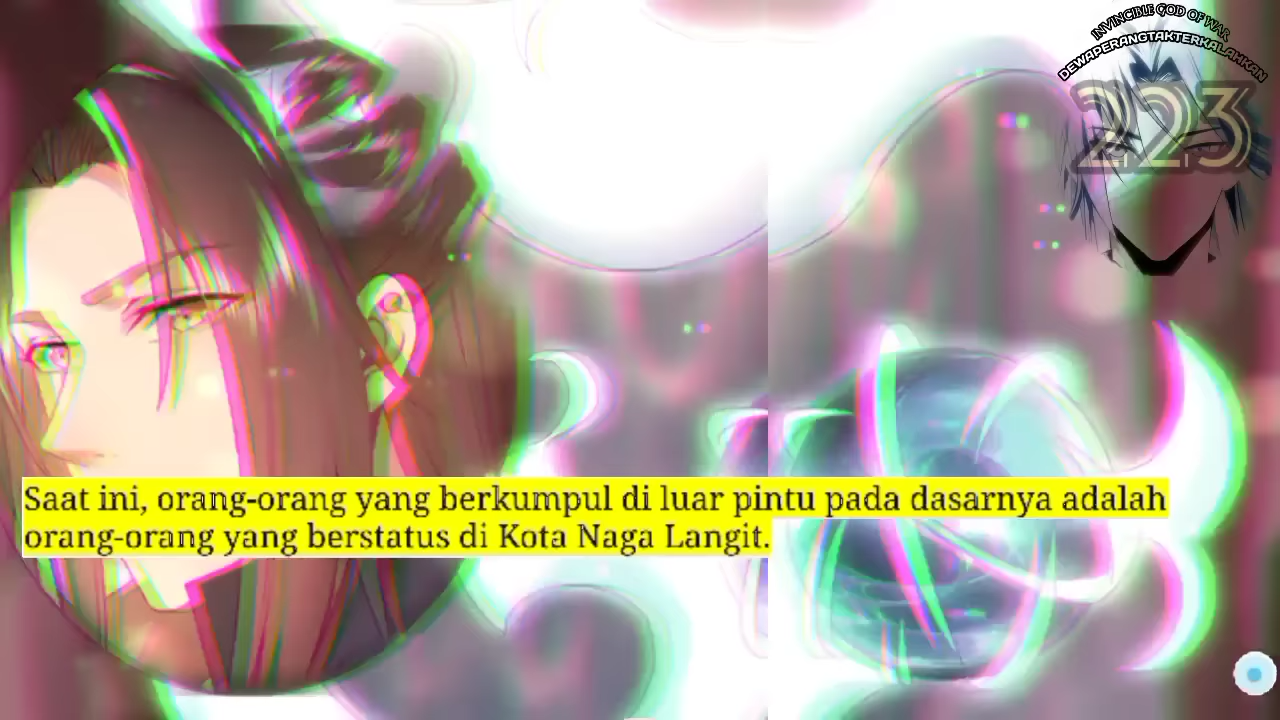 INVINCIBLE GOD OF WAR
DEWAPERANGTAKTERKALAHKAN
223
Saat ini, orang-orang yang berkumpul di luar pintu pada dasarnya adalah
orang-orang yang berstatus di Kota Naga Langit.